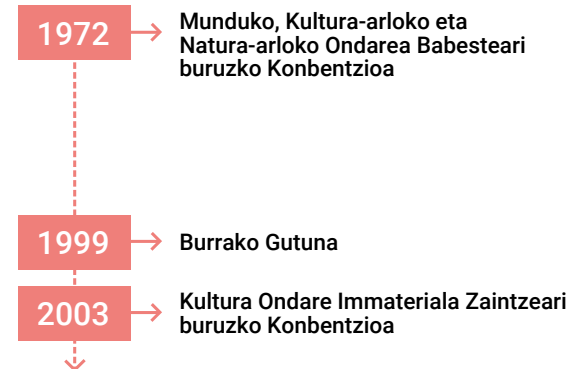 1972
Munduko, Kultura-arloko eta
Natura-arloko Ondarea Babesteari
buruzko Konbentzioa
1999
Burrako Gutuna
2003
Kultura Ondare Immateriala Zaintzeari
buruzko Konbentzioa